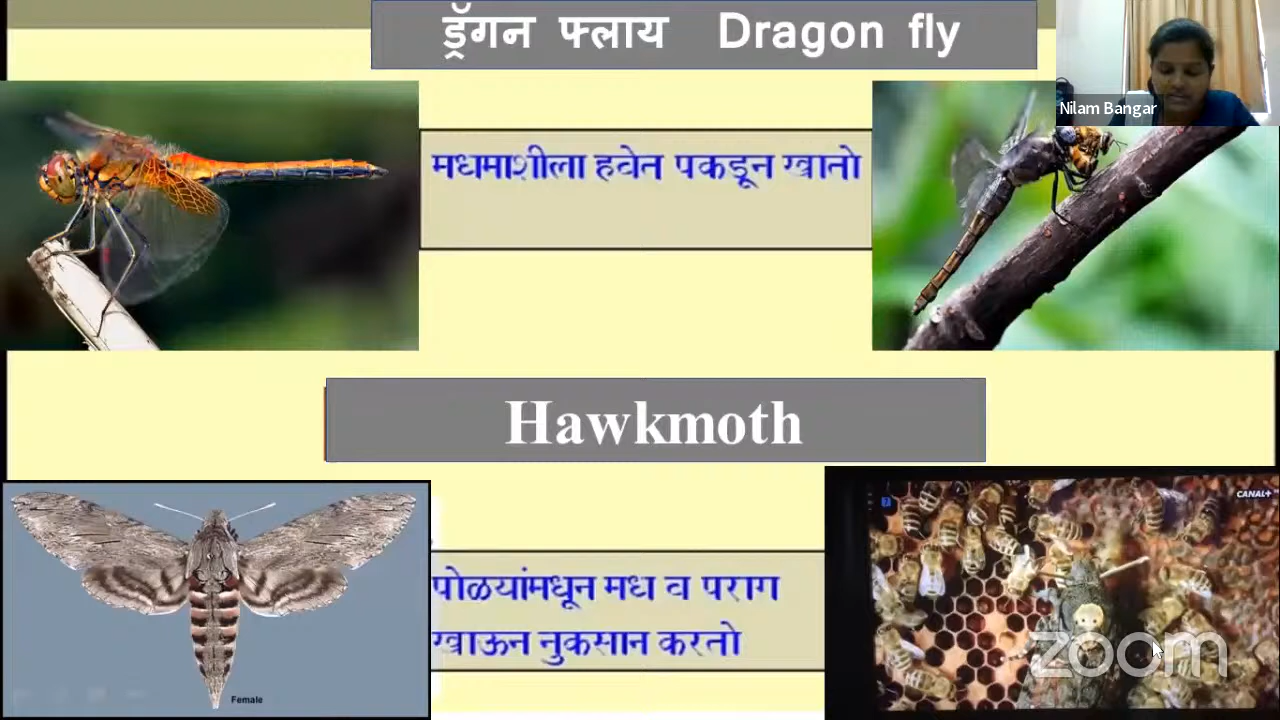 ड्रॅगन फ्लाय Dragon fly
Nilam Bangar
मधमाशीला हवेत पकडून खातो
Hawkmoth
CANAL+
पोळयांमधून मध व पराग
खाऊन नुकसान करतो
zoom
Female